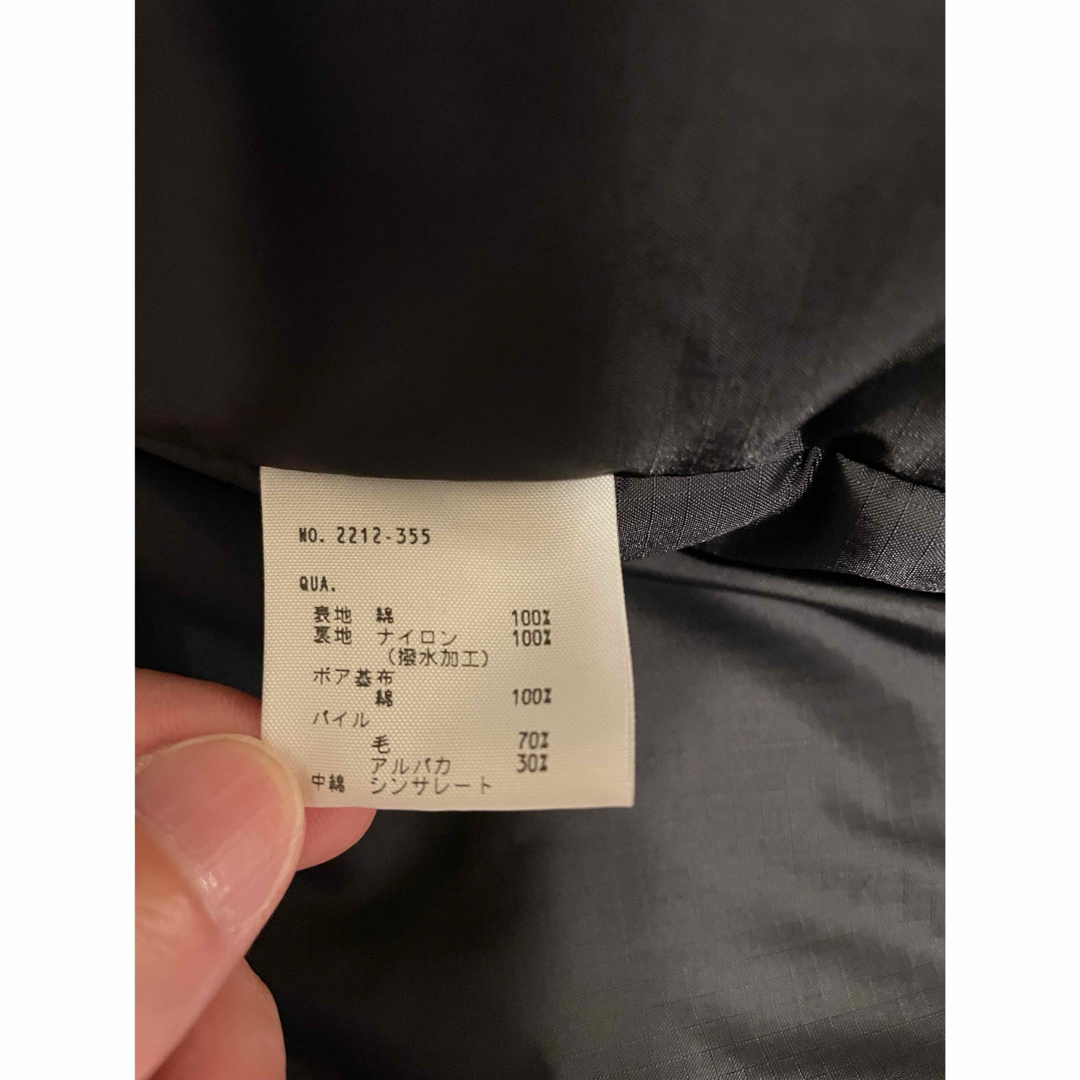 NO. 2212-355
QUA.
表地 綿 100%
裏地 ナイロン 100%
(撥水加工)
ボア基布
綿 100%
パイル
毛 70%
アルパカ 30%
中綿 シンサレート